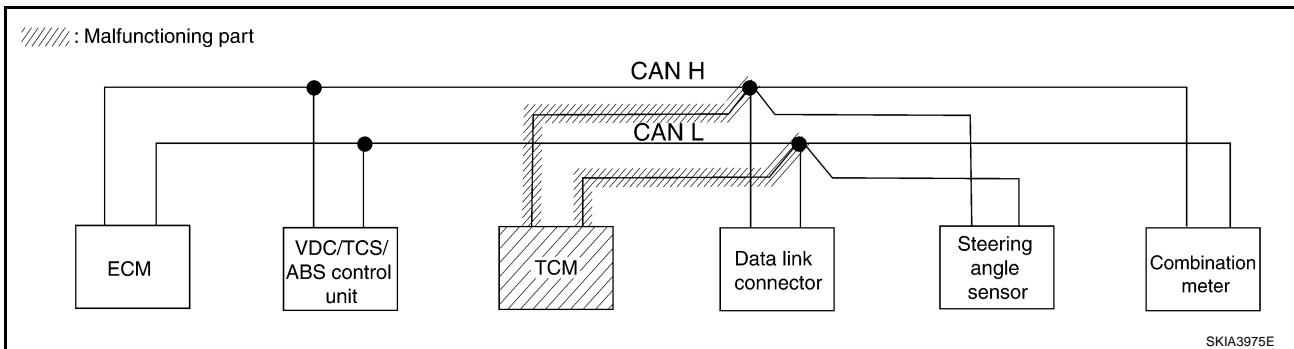 : Malfunctioning part
CAN H
CAN L
ECM
VDC/TCS/
ABS control
unit
TCM
Data link
connector
Steering
angle
sensor
Combination
meter
SKIA3975E